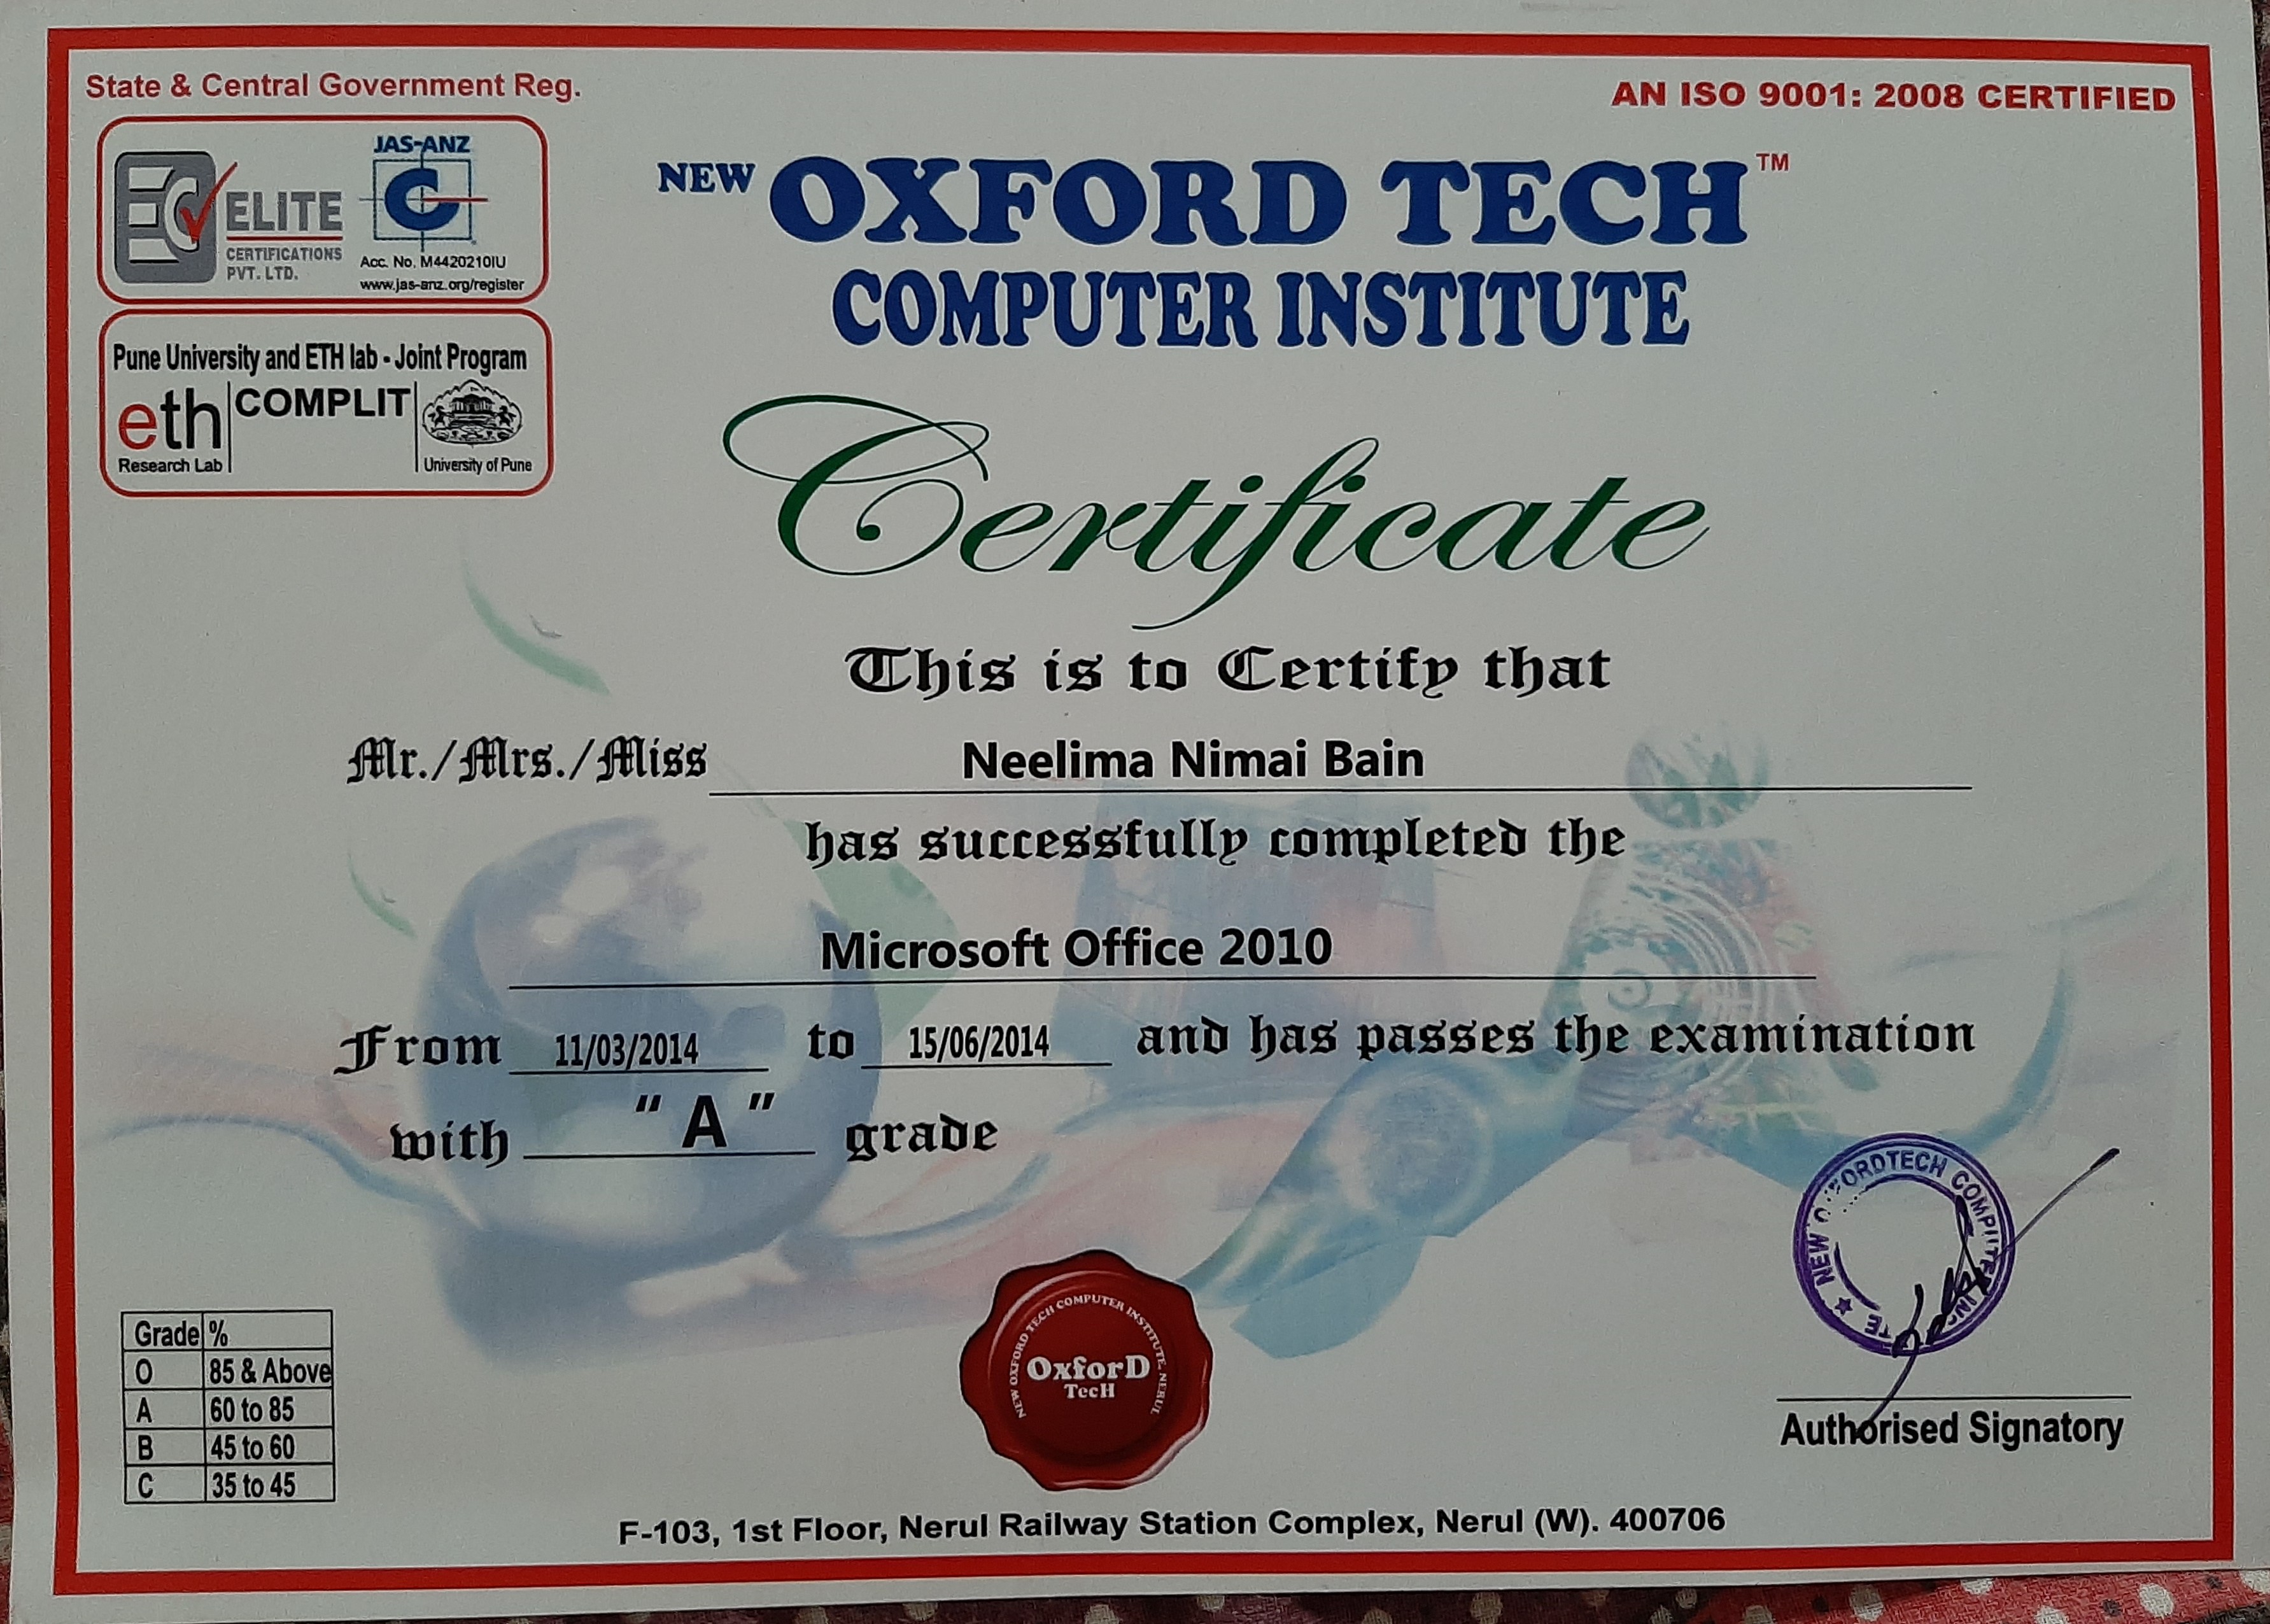 State & Central Government Reg.
AN ISO 9001: 2008 CERTIFIED
EC ELITE
CERTIFICATIONS
PVT. LTD.
JAS-ANZ
C
Acc. No. M4420210IU
www.jas-anz.org/register
Pune University and ETH lab - Joint Program
eth
Research Lab
COMPLIT
University of Pune
NEW OXFORD TECH™
COMPUTER INSTITUTE
Certificate
This is to Certify that
Mr./Mrs./Miss Neelima Nimai Bain
has successfully completed the
Microsoft Office 2010
From 11/03/2014 to 15/06/2014 and has passes the examination
with "A" grade
Grade %
O 85 & Above
A 60 to 85
B 45 to 60
C 35 to 45
NEW OXFORD TECH COMPUTER INSTITUTE, NERUL
OxforD
TecH
NEW ORDTECH COMPUTER
Authorised Signatory
F-103, 1st Floor, Nerul Railway Station Complex, Nerul (W). 400706